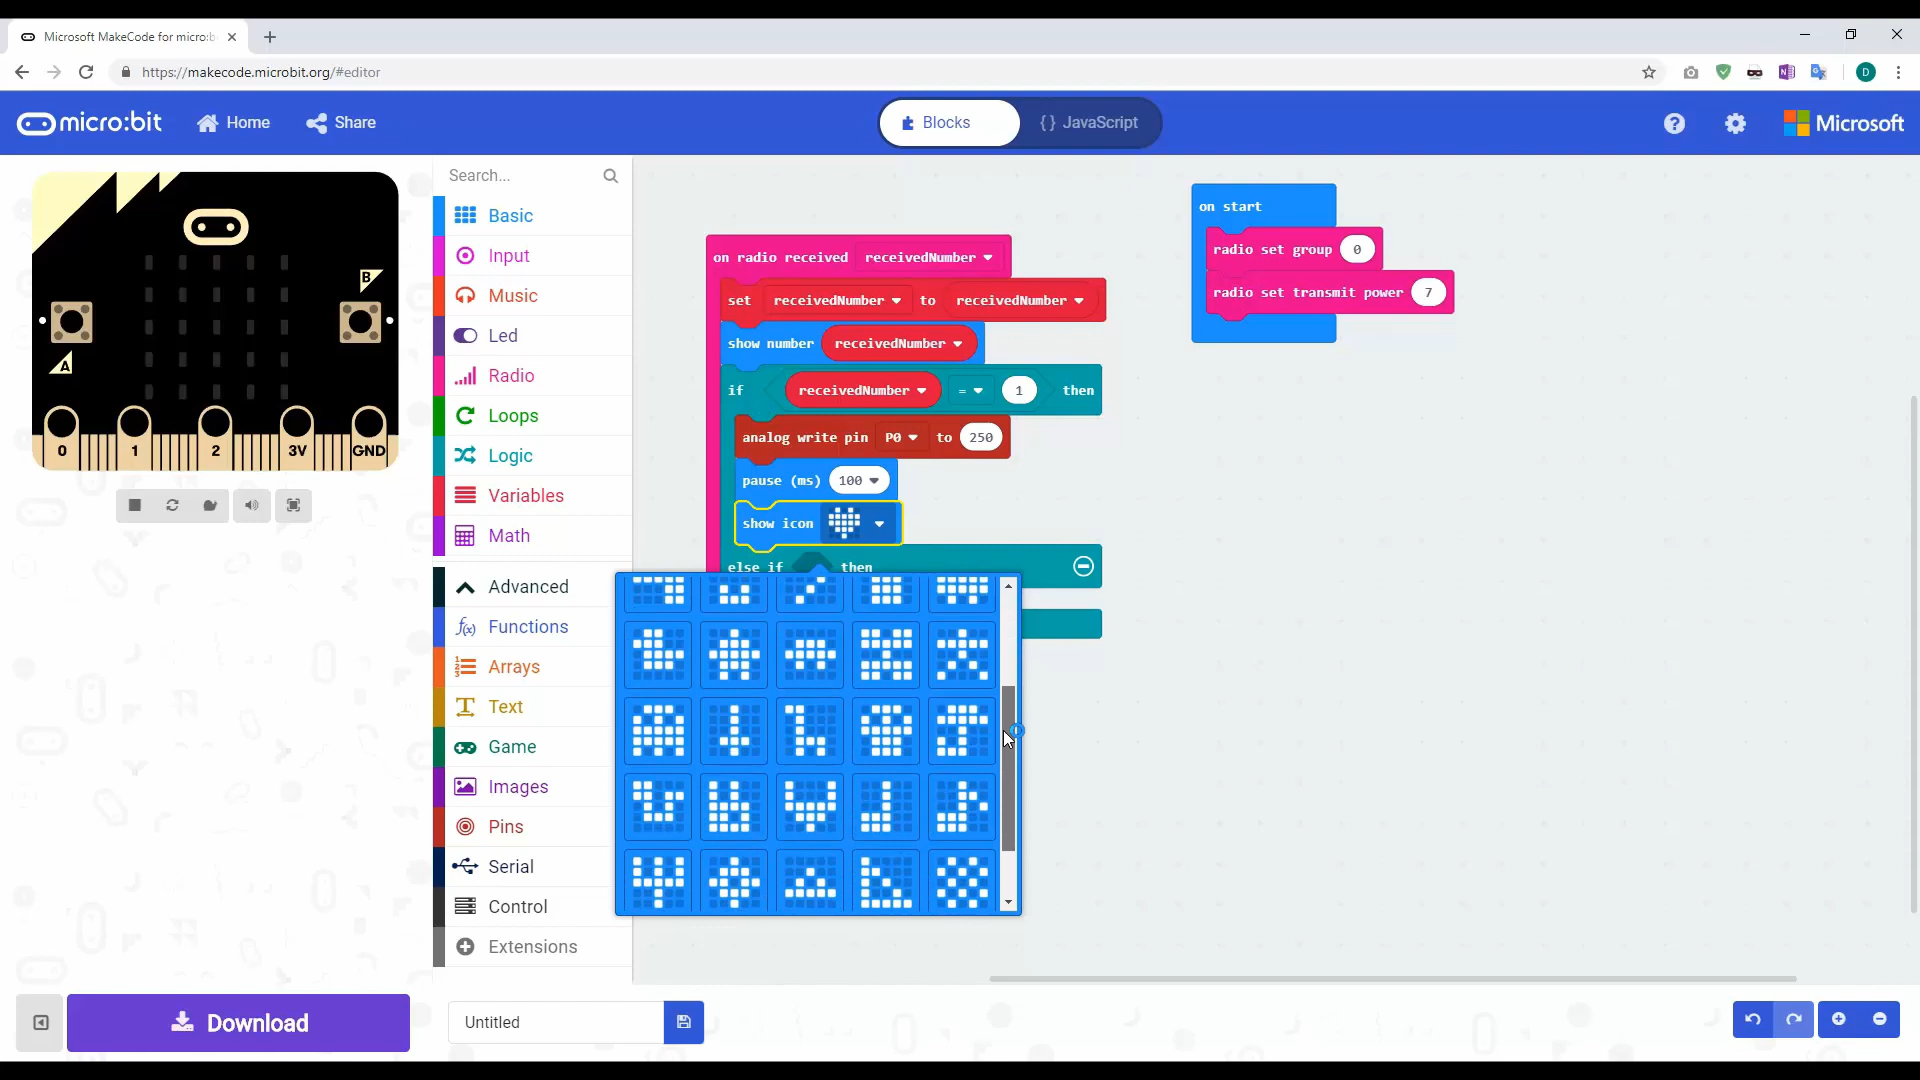 Microsoft MakeCode for micro:b
https://makecode.microbit.org/#editor
D
micro:bit
Home
Share
Blocks
{} JavaScript
?
Microsoft
Search...
Basic
Input
Music
Led
Radio
Loops
Logic
Variables
Math
Advanced
f(x) Functions
Arrays
T Text
Game
Images
Pins
Serial
Control
Extensions
B
A
0 1 2 3V GND
on radio received receivedNumber
set receivedNumber to receivedNumber
show number receivedNumber
if receivedNumber = 1 then
analog write pin P0 to 250
pause (ms) 100
show icon
else if then
on start
radio set group 0
radio set transmit power 7
Download
Untitled